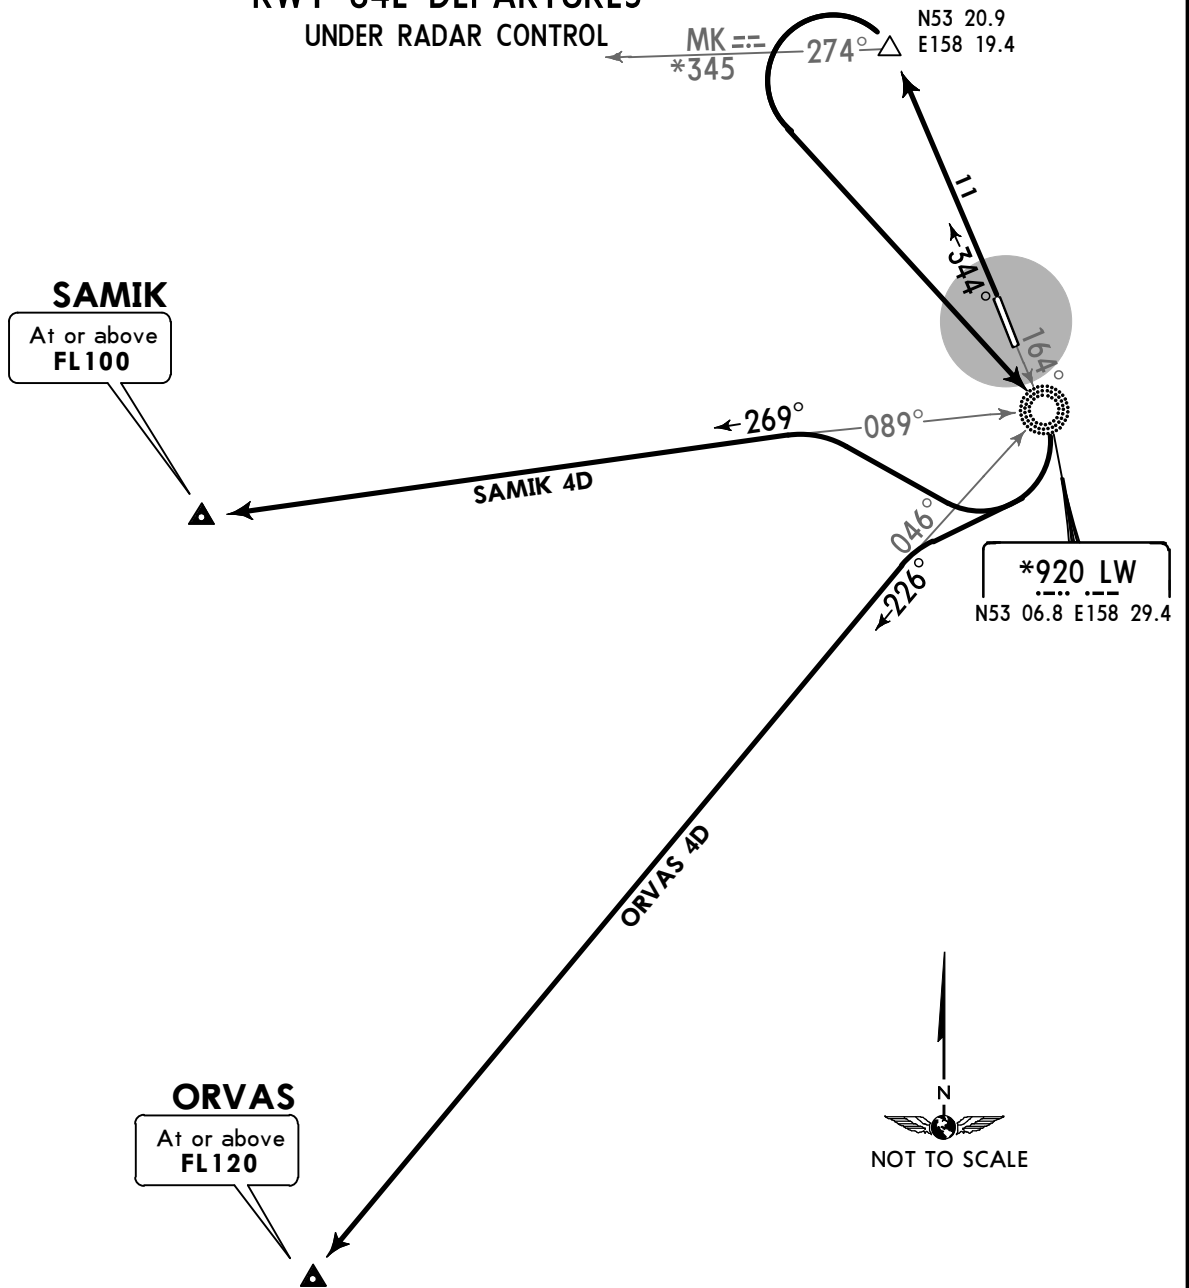 RWY 34L DEPARTURES
UNDER RADAR CONTROL
N53 20.9
E158 19.4
MK
*345
274°
11
344°
164°
SAMIK
At or above
FL100
269°
089°
SAMIK 4D
046°
226°
*920 LW
N53 06.8 E158 29.4
ORVAS 4D
ORVAS
At or above
FL120
N
NOT TO SCALE